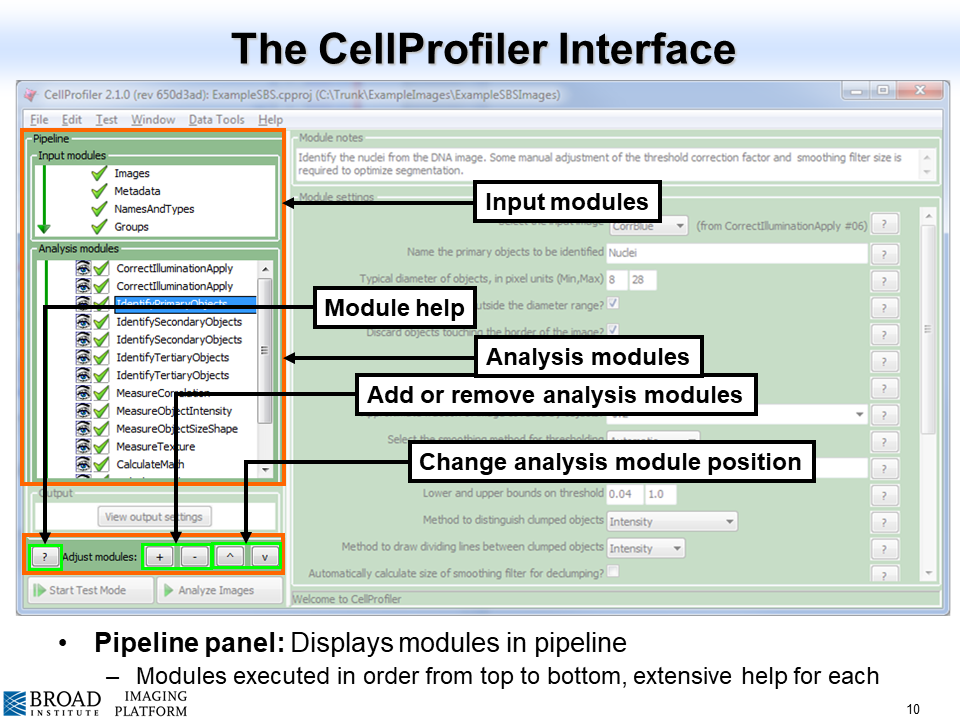 The CellProfiler Interface
CellProfiler 2.1.0 (rev 650d3ad): ExampleSBS.cpproj (C:\Trunk\ExampleImages\ExampleSBSImages)
File Edit Test Window Data Tools Help
Pipeline
Input modules
Images
Metadata
NamesAndTypes
Groups
Analysis modules
CorrectIlluminationApply
CorrectIlluminationApply
IdentifyPrimaryObjects
IdentifySecondaryObjects
IdentifySecondaryObjects
IdentifyTertiaryObjects
IdentifyTertiaryObjects
MeasureCorrelation
MeasureObjectIntensity
MeasureObjectSizeShape
MeasureTexture
CalculateMath
Output
View output settings
? Adjust modules: + - ^ v
Start Test Mode Analyze Images
Module notes
Identify the nuclei from the DNA image. Some manual adjustment of the threshold correction factor and smoothing filter size is
required to optimize segmentation.
Module settings
Input modules
Select the input image CorrBlue (from CorrectIlluminationApply #06) ?
Name the primary objects to be identified Nuclei ?
Typical diameter of objects, in pixel units (Min,Max) 8 28 ?
Module help
outside the diameter range? ?
Discard objects touching the border of the image? ?
Analysis modules
?
Add or remove analysis modules
?
?
Select the smoothing method for thresholding Automatic ?
Change analysis module position
?
Lower and upper bounds on threshold 0.04 1.0 ?
Method to distinguish clumped objects Intensity ?
Method to draw dividing lines between clumped objects Intensity ?
Automatically calculate size of smoothing filter for declumping? ?
Welcome to CellProfiler
• Pipeline panel: Displays modules in pipeline
– Modules executed in order from top to bottom, extensive help for each
BROAD INSTITUTE
IMAGING PLATFORM
10